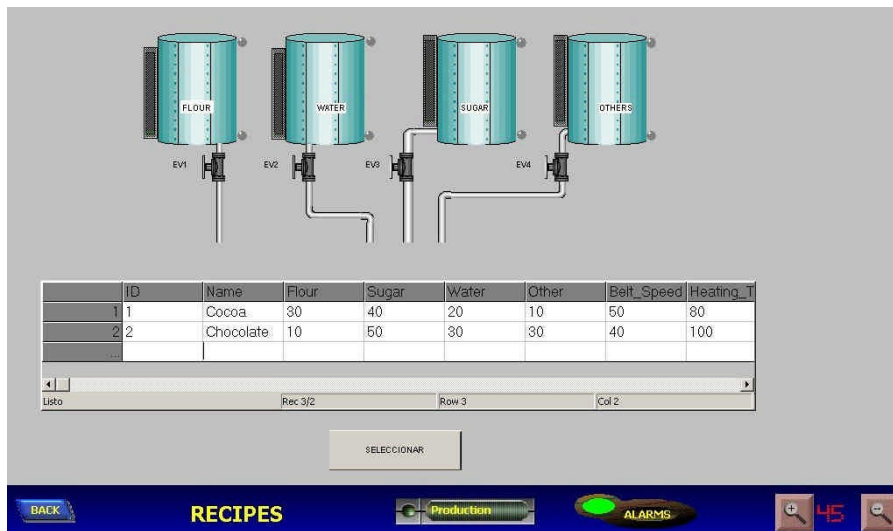 FLOUR WATER SUGAR OTHERS
EV1 EV2 EV3 EV4
ID Name Flour Sugar Water Other Belt_Speed Heating_T
1 1 Cocoa 30 40 20 10 50 80
2 2 Chocolate 10 50 30 30 40 100
...
Listo Rec 3/2 Row 3 Col 2
SELECCIONAR
BACK RECIPES Production ALARMS 45